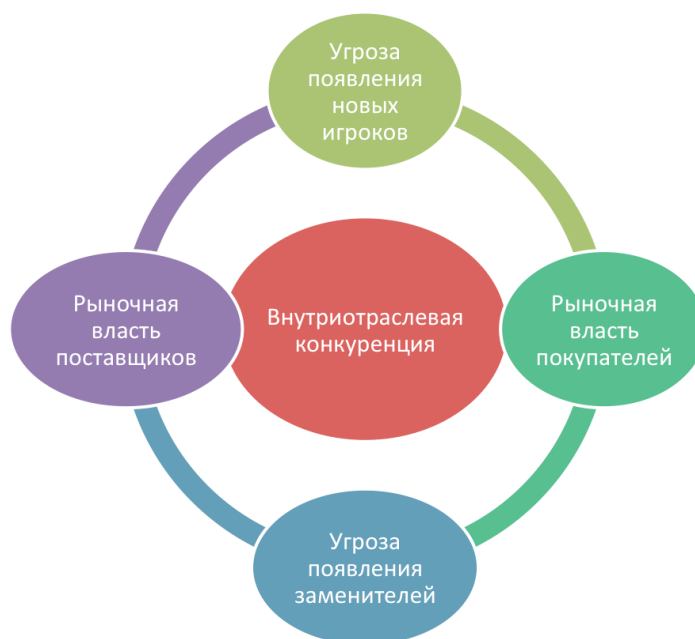 Угроза
появления
новых
игроков
Рыночная
власть
поставщиков
Внутриотраслевая
конкуренция
Рыночная
власть
покупателей
Угроза
появления
заменителей